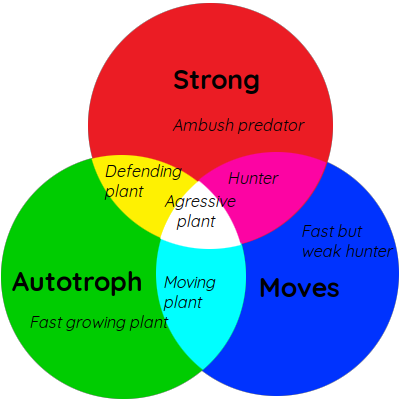 Strong
Ambush predator
Defending
plant
Hunter
Agressive
plant
Fast but
weak hunter
Autotroph
Moving
plant
Moves
Fast growing plant